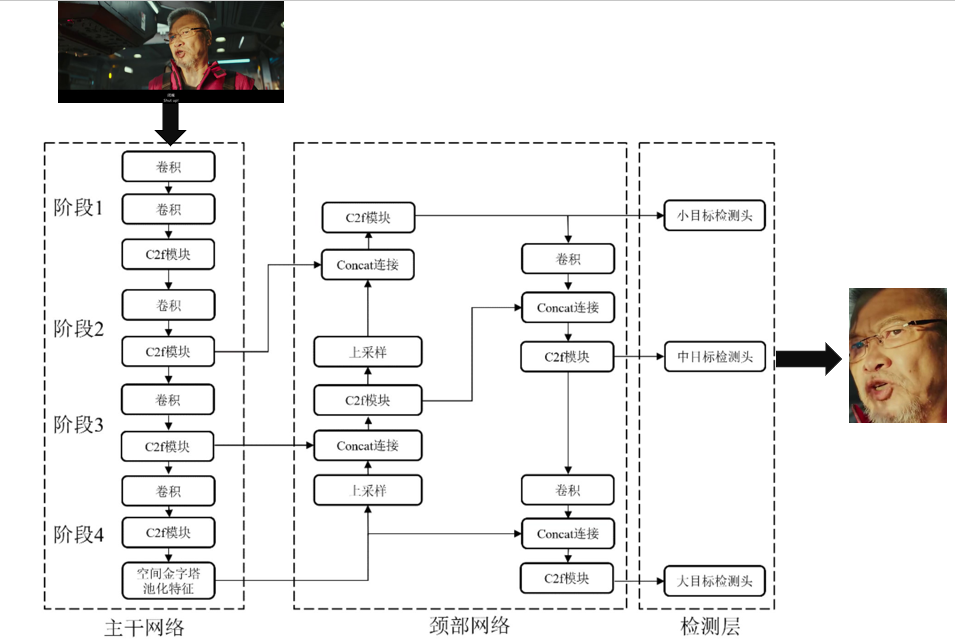 Shut up!
阶段1
卷积
卷积
C2f模块
阶段2
卷积
C2f模块
阶段3
卷积
C2f模块
阶段4
卷积
C2f模块
空间金字塔
池化特征
主干网络
C2f模块
Concat连接
上采样
C2f模块
Concat连接
上采样
卷积
Concat连接
C2f模块
卷积
Concat连接
C2f模块
颈部网络
小目标检测头
中目标检测头
大目标检测头
检测层